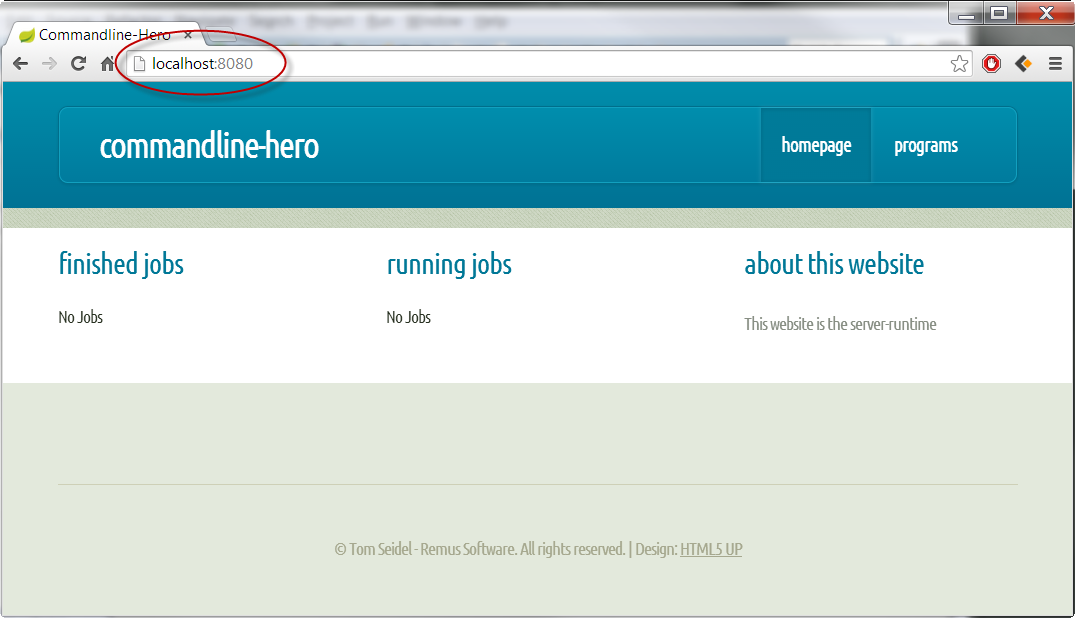 Commandline-Hero
localhost:8080
commandline-hero
homepage
programs
finished jobs
No Jobs
running jobs
No Jobs
about this website
This website is the server-runtime
© Tom Seidel - Remus Software. All rights reserved. | Design: HTML5 UP